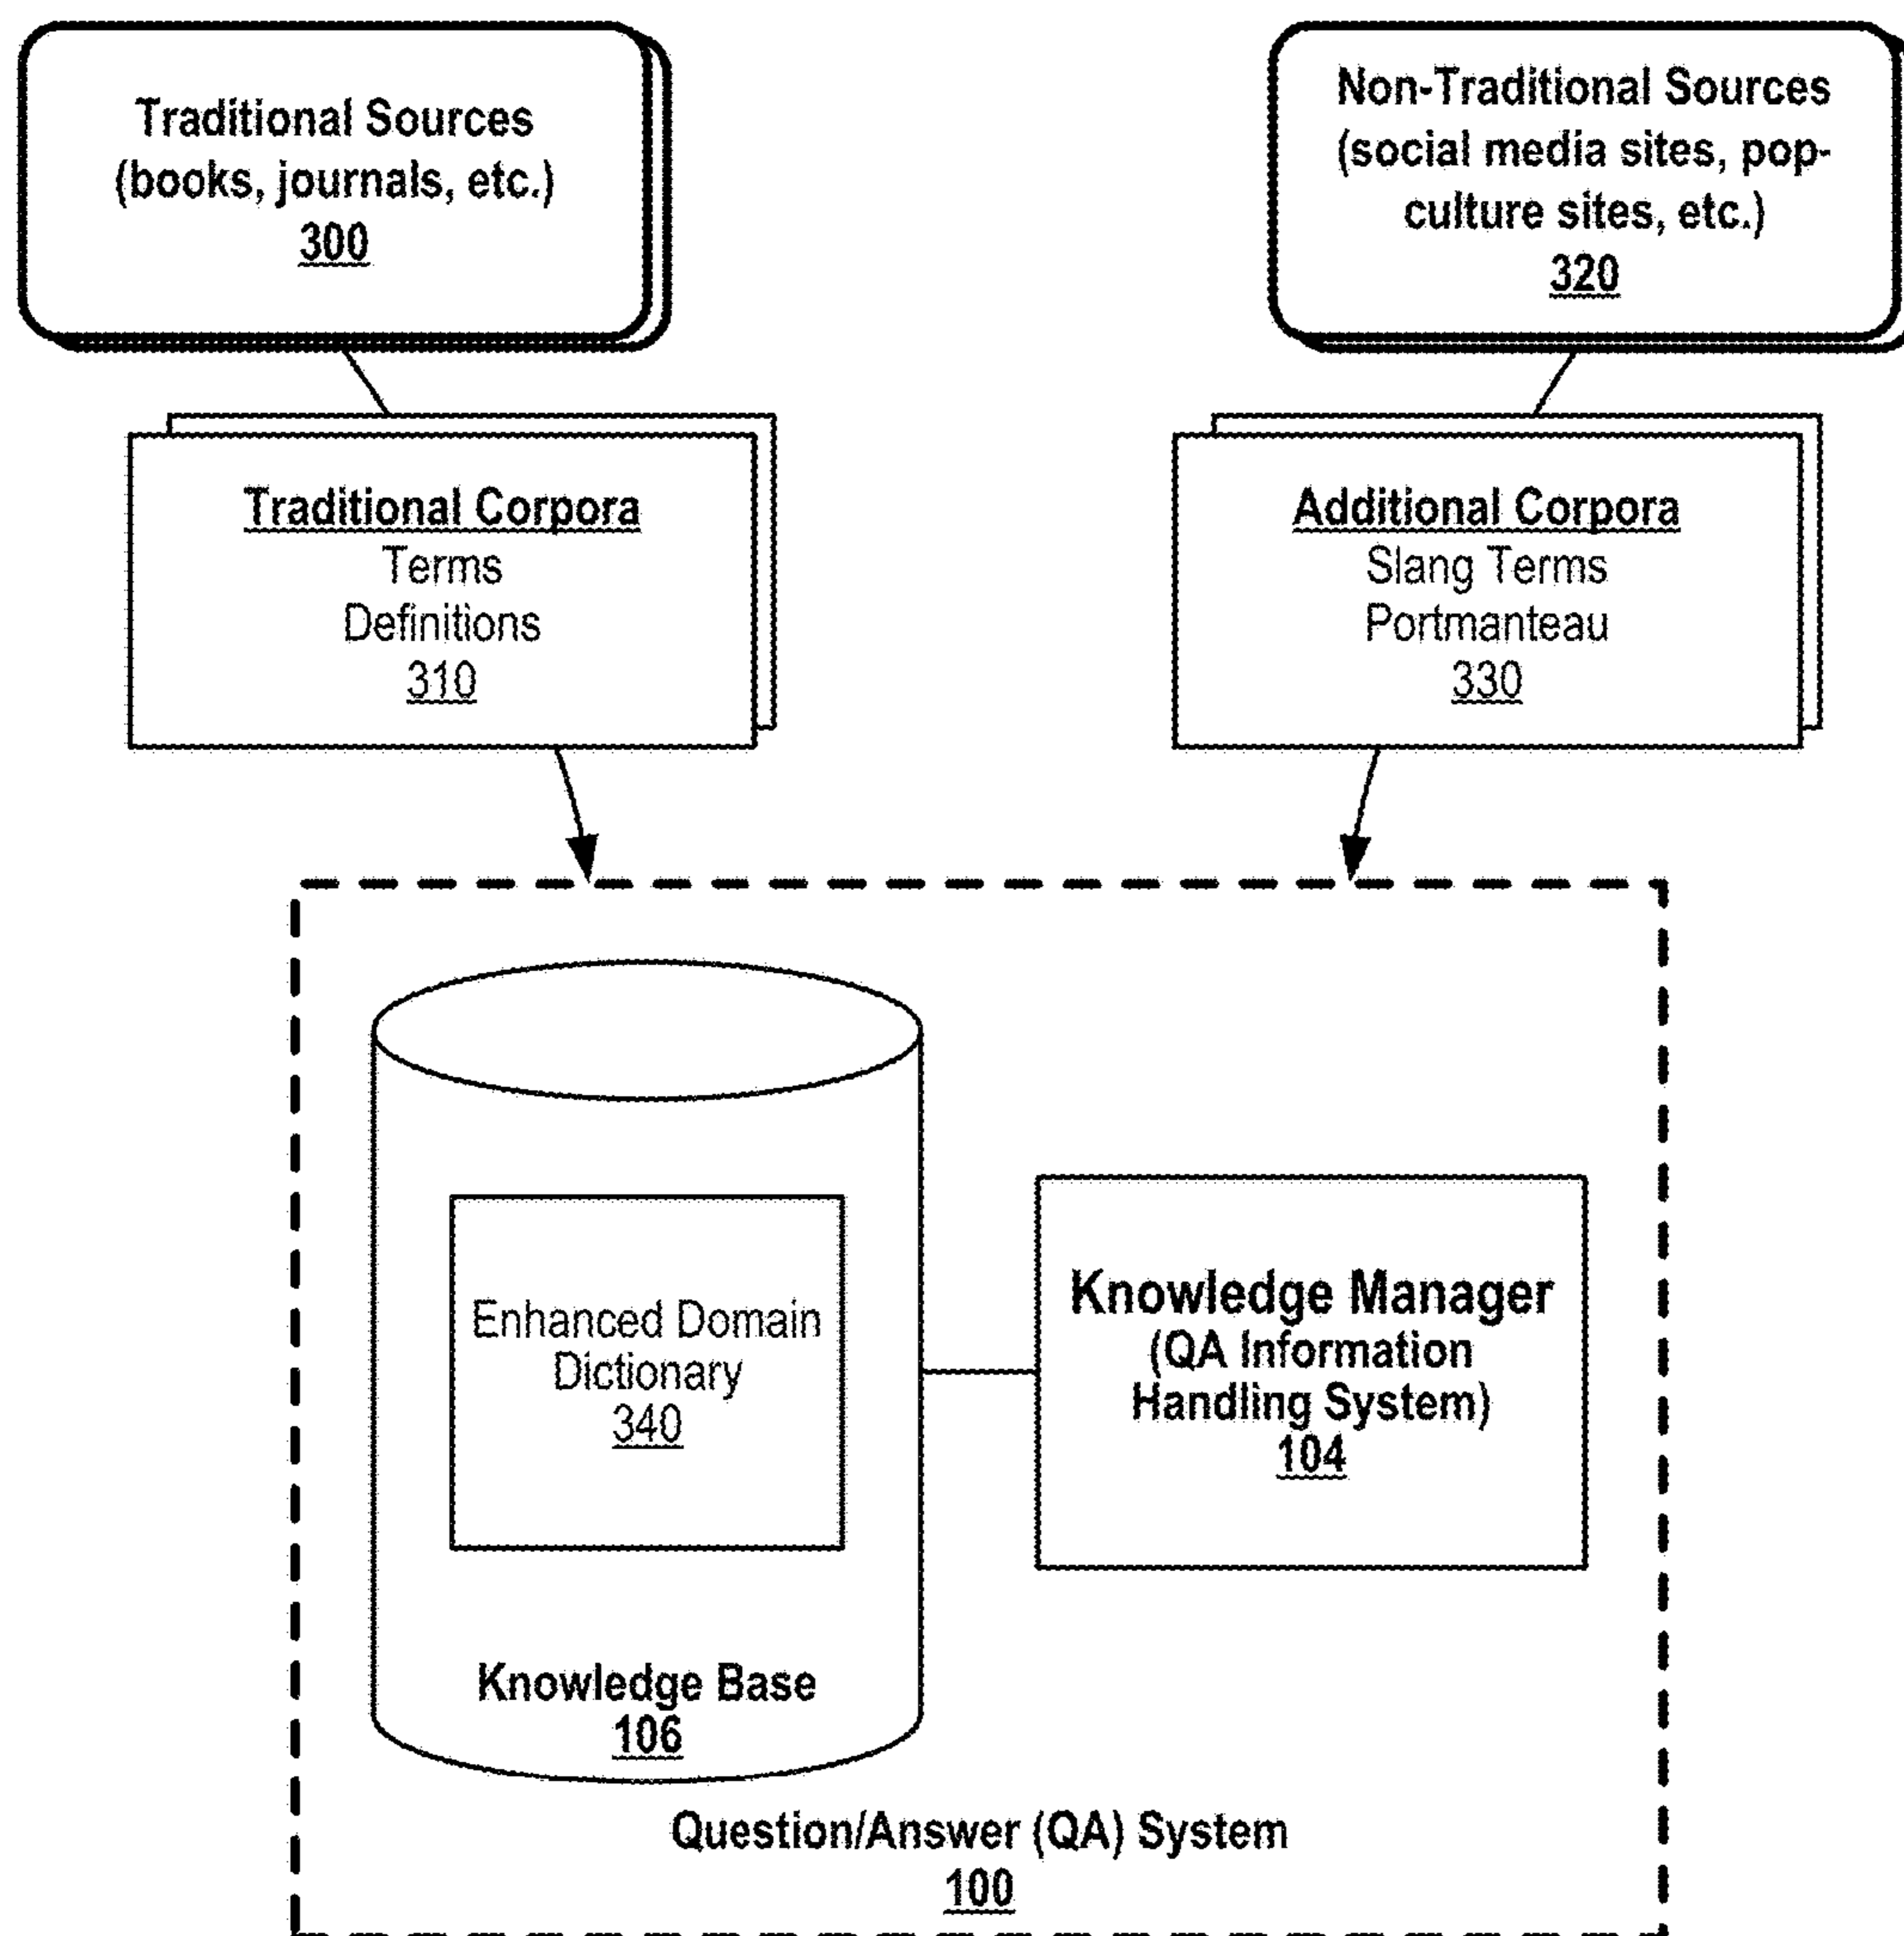 Traditional Sources
(books, journals, etc.)
300
Non-Traditional Sources
(social media sites, pop-
culture sites, etc.)
320
Traditional Corpora
Terms
Definitions
310
Additional Corpora
Slang Terms
Portmanteau
330
Enhanced Domain
Dictionary
340
Knowledge Base
106
Knowledge Manager
(QA Information
Handling System)
104
Question/Answer (QA) System
100